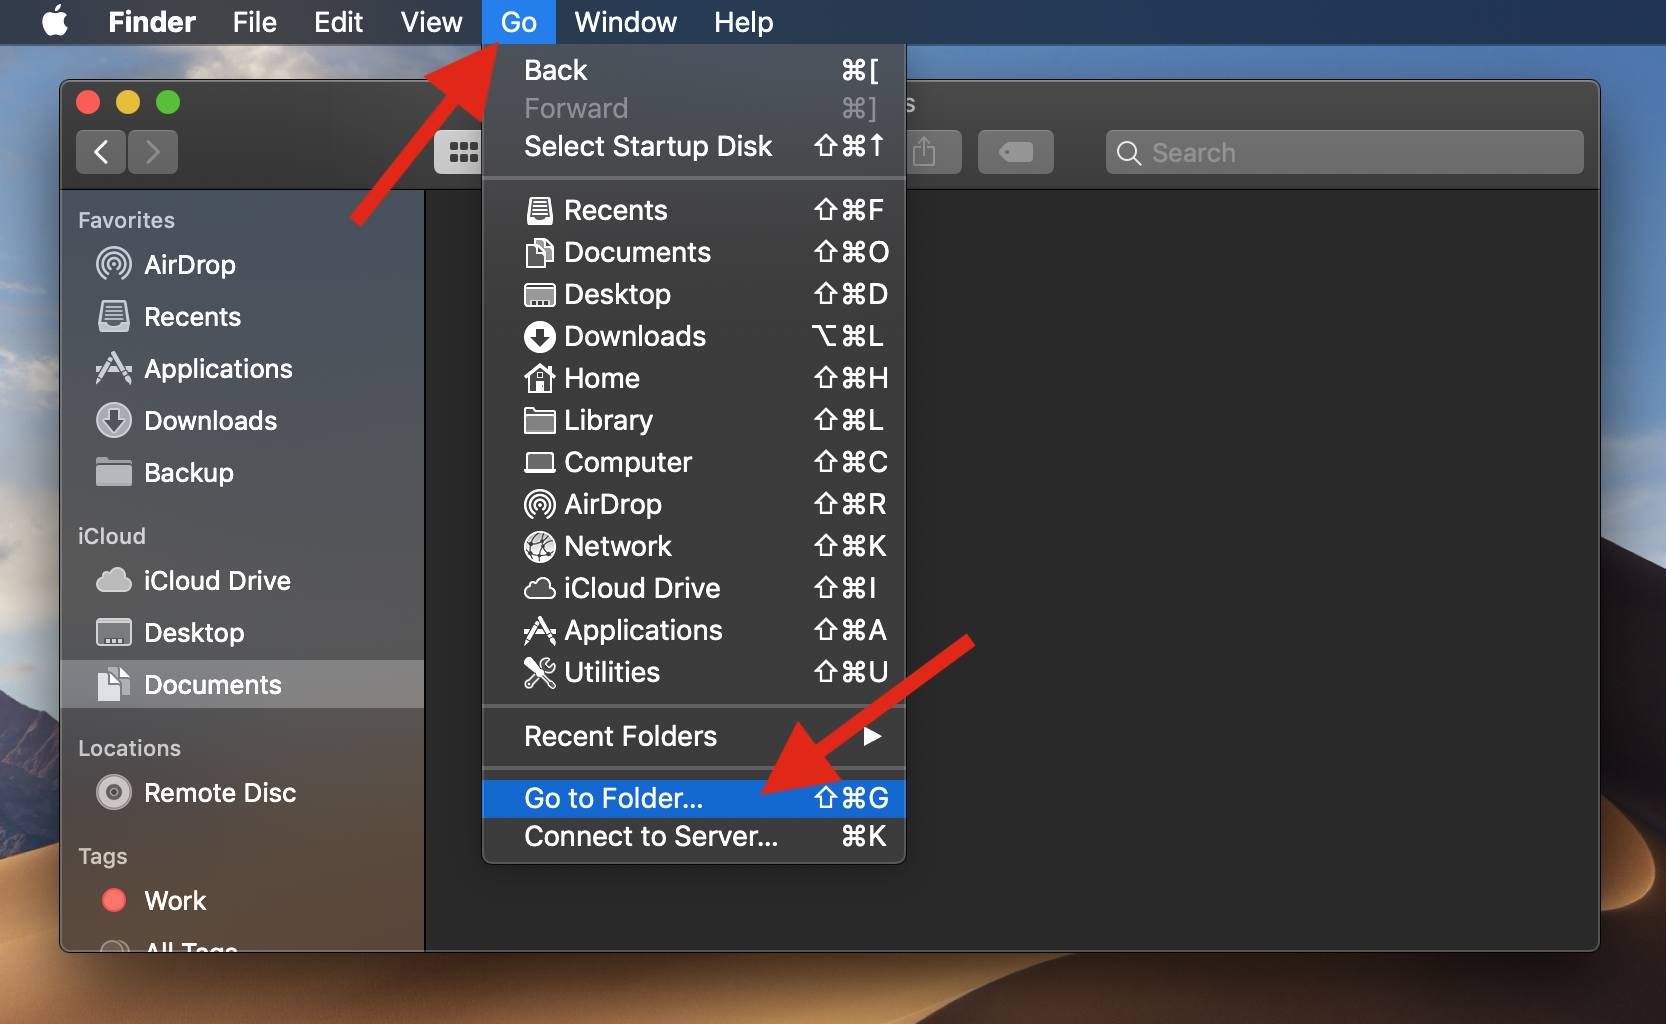 Finder File Edit View Go Window Help
Back ⌘[
Forward ⌘]
Select Startup Disk ⇧⌘↑
Recents ⇧⌘F
Documents ⇧⌘O
Desktop ⇧⌘D
Downloads ⌥⌘L
Home ⇧⌘H
Library ⇧⌘L
Computer ⇧⌘C
AirDrop ⇧⌘R
Network ⇧⌘K
iCloud Drive ⇧⌘I
Applications ⇧⌘A
Utilities ⇧⌘U
Recent Folders ▶
Go to Folder... ⇧⌘G
Connect to Server... ⌘K
s
Search
Favorites
AirDrop
Recents
Applications
Downloads
Backup
iCloud
iCloud Drive
Desktop
Documents
Locations
Remote Disc
Tags
Work
All Tags